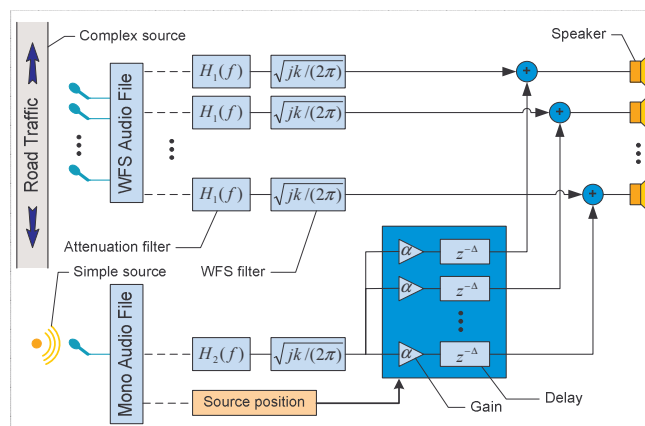 Complex source
Speaker
Road Traffic
WFS Audio File
H₁(f)
√jk/(2π)
+
H₁(f)
√jk/(2π)
+
H₁(f)
√jk/(2π)
+
Attenuation filter
WFS filter
Simple source
α
z^{-Δ}
α
z^{-Δ}
Mono Audio File
H₂(f)
√jk/(2π)
α
z^{-Δ}
Source position
Gain
Delay